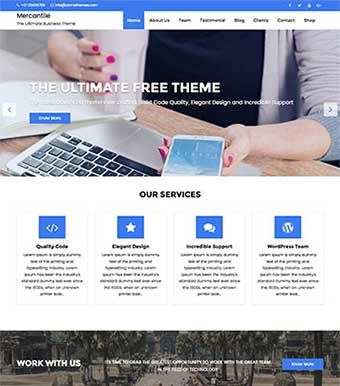 info@acmethemes.com
Mercantile
The Ultimate Business Theme
Home About Us Team Testimonial Blog Clients Contact Shop
THE ULTIMATE FREE THEME
Build Code Quality, Elegant Design and Incredible Support
Know More
OUR SERVICES
Quality Code
Lorem Ipsum is simply dummy
text of the printing and
typesetting industry. Lorem
Ipsum has been the industry's
standard dummy text ever since
the 1500s, when an unknown
printer took...
Elegant Design
Lorem Ipsum is simply dummy
text of the printing and
typesetting industry. Lorem
Ipsum has been the industry's
standard dummy text ever since
the 1500s, when an unknown
printer took...
Incredible Support
Lorem Ipsum is simply dummy
text of the printing and
typesetting industry. Lorem
Ipsum has been the industry's
standard dummy text ever since
the 1500s, when an unknown
printer took...
WordPress Team
Lorem Ipsum is simply dummy
text of the printing and
typesetting industry. Lorem
Ipsum has been the industry's
standard dummy text ever since
the 1500s, when an unknown
printer took...
WORK WITH US
IT'S TIME TO GRAB THE GREATEST OPPORTUNITY TO WORK WITH THE GREAT TEAM
IN THE FIELD OF TECHNOLOGY
Know More